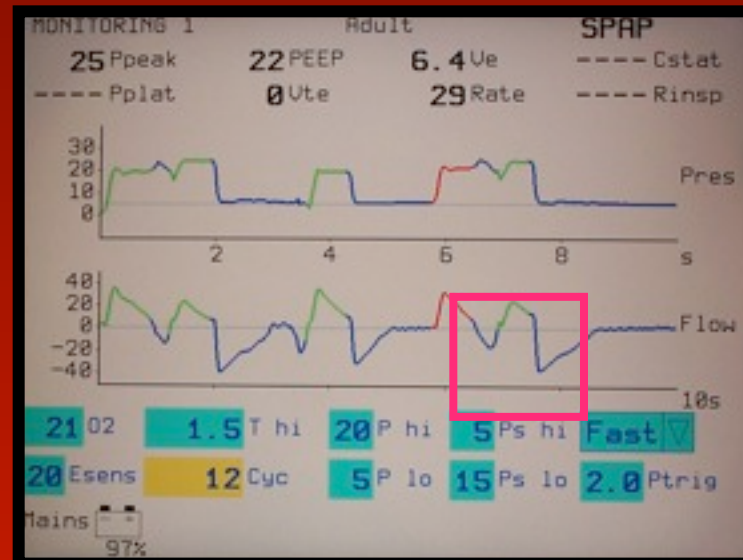 MONITORING 1 Adult SPAP
25 Ppeak 22 PEEP 6.4 Ve ---- Cstat
---- Pplat 0 Vte 29 Rate ---- Rinsp
30
20
10
0
Pres
2 4 6 8 s
40
20
0
-20
-40
Flow
10s
21 O2 1.5 T hi 20 P hi 5 Ps hi Fast
20 Esens 12 Cyc 5 P lo 15 Ps lo 2.0 Ptrig
Mains
97%